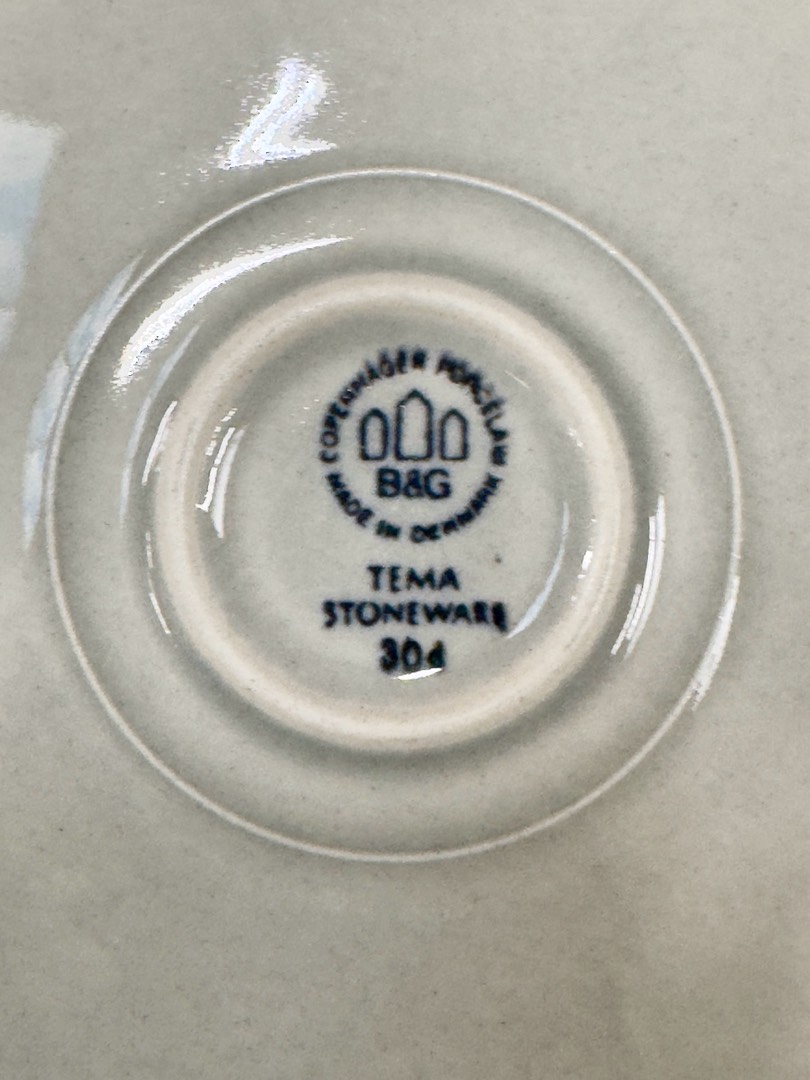 COPENHAGEN PORCELAIN
B&G
MADE IN DENMARK
TEMA
STONEWARE
304